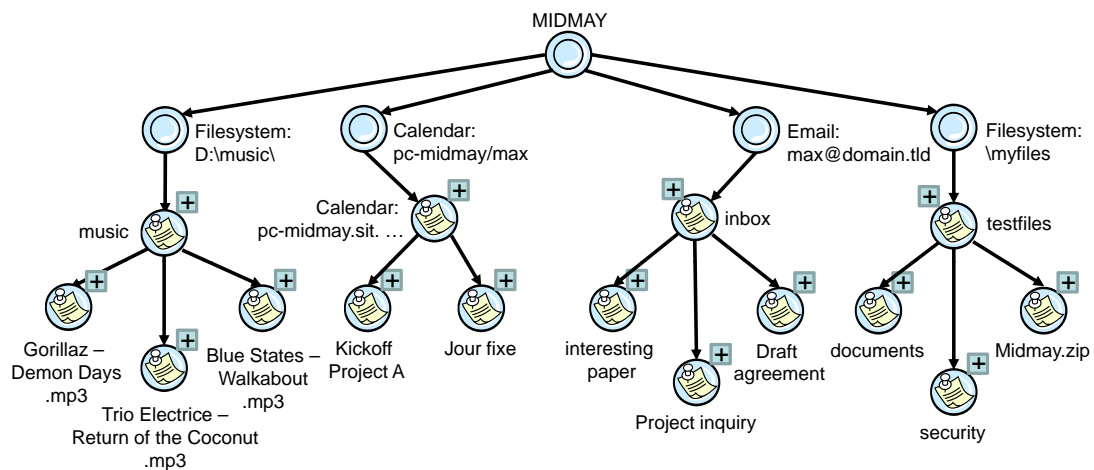 MIDMAY
Filesystem:
D:\music\
Calendar:
pc-midmay/max
Email:
max@domain.tld
Filesystem:
\myfiles
music
Calendar:
pc-midmay.sit. …
inbox
testfiles
Gorillaz –
Demon Days
.mp3
Trio Electrice –
Return of the Coconut
.mp3
Blue States –
Walkabout
.mp3
Kickoff
Project A
Jour fixe
interesting
paper
Project inquiry
Draft
agreement
documents
security
Midmay.zip